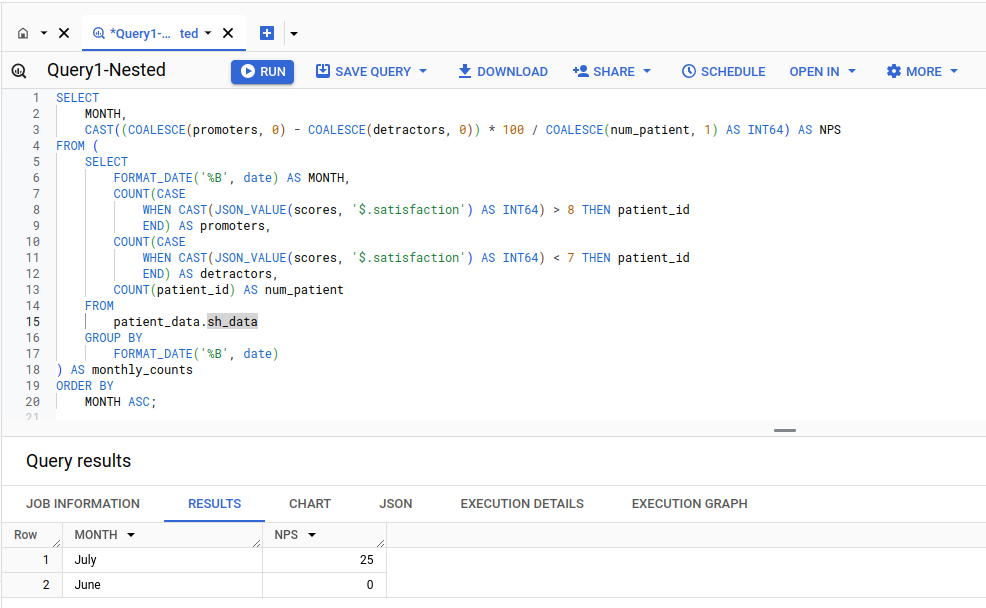 *Query1-... ted
Query1-Nested RUN SAVE QUERY DOWNLOAD SHARE SCHEDULE OPEN IN MORE
1 SELECT
2 MONTH,
3 CAST((COALESCE(promoters, 0) - COALESCE(detractors, 0)) * 100 / COALESCE(num_patient, 1) AS INT64) AS NPS
4 FROM (
5 SELECT
6 FORMAT_DATE('%B', date) AS MONTH,
7 COUNT(CASE
8 WHEN CAST(JSON_VALUE(scores, '$.satisfaction') AS INT64) > 8 THEN patient_id
9 END) AS promoters,
10 COUNT(CASE
11 WHEN CAST(JSON_VALUE(scores, '$.satisfaction') AS INT64) < 7 THEN patient_id
12 END) AS detractors,
13 COUNT(patient_id) AS num_patient
14 FROM
15 patient_data.sh_data
16 GROUP BY
17 FORMAT_DATE('%B', date)
18 ) AS monthly_counts
19 ORDER BY
20 MONTH ASC;
21
Query results
JOB INFORMATION RESULTS CHART JSON EXECUTION DETAILS EXECUTION GRAPH
Row MONTH NPS
1 July 25
2 June 0